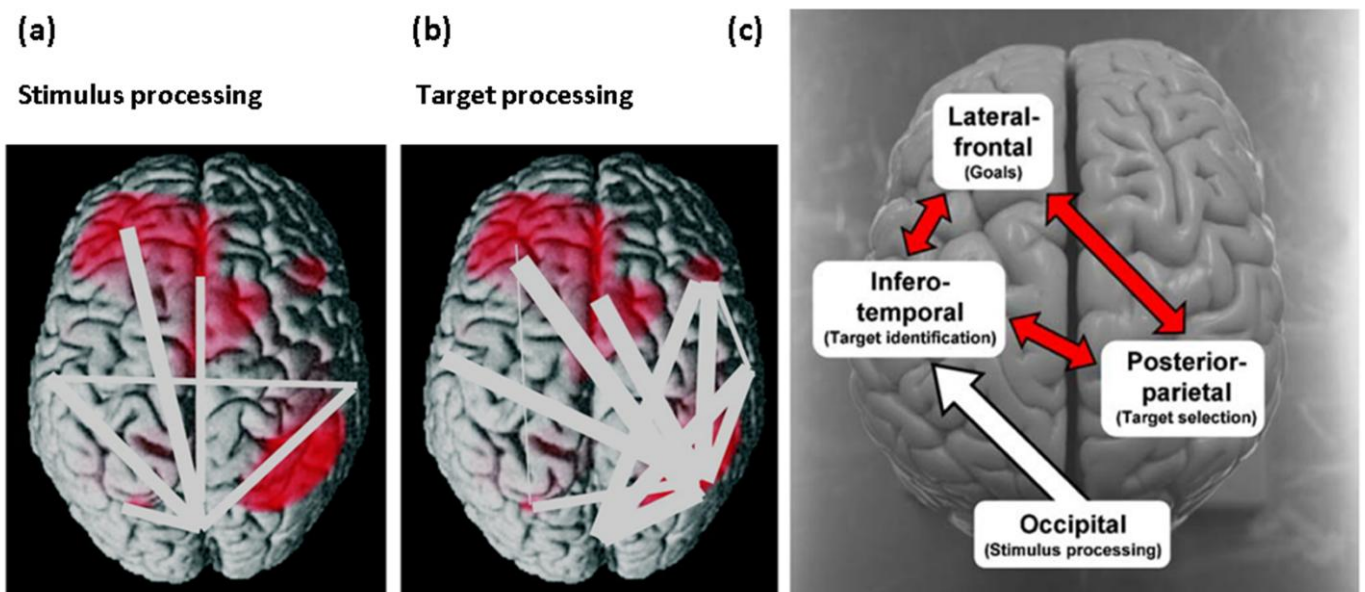 (a)
Stimulus processing
(b)
Target processing
(c)
Lateral-
frontal
(Goals)
Infero-
temporal
(Target identification)
Posterior-
parietal
(Target selection)
Occipital
(Stimulus processing)